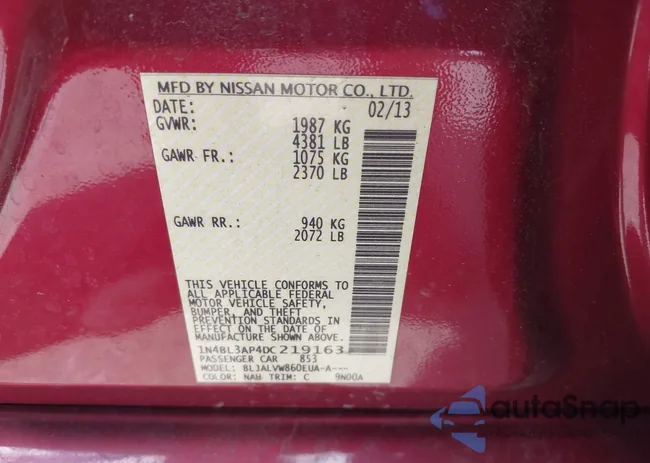 MFD BY NISSAN MOTOR CO., LTD.
DATE: 02/13
GVWR: 1987 KG
4381 LB
GAWR FR.: 1075 KG
2370 LB
GAWR RR.: 940 KG
2072 LB
THIS VEHICLE CONFORMS TO
ALL APPLICABLE FEDERAL
MOTOR VEHICLE SAFETY,
BUMPER, AND THEFT
PREVENTION STANDARDS
IN EFFECT ON THE DATE OF
MANUFACTURE SHOWN ABOVE.
1N4BL3AP4DC219163
PASSENGER CAR 853
MODEL: BL3ALVW860EUA-A---
COLOR: NAH TRIM: C 9N00A
autoSnap